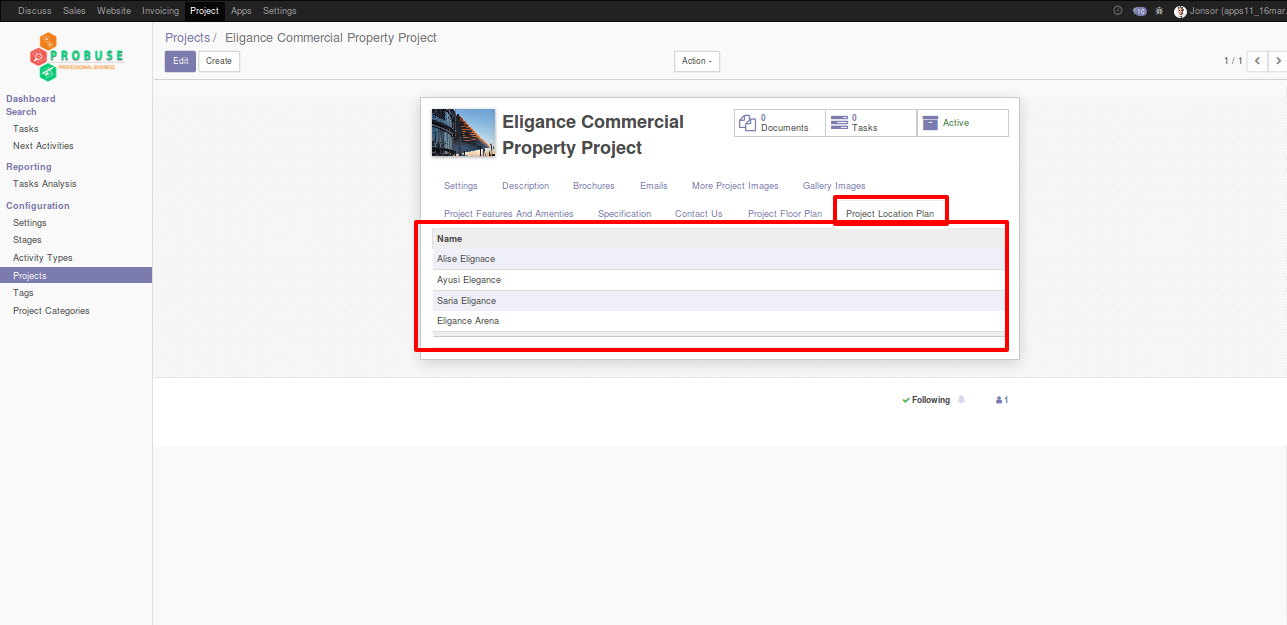 Discuss Sales Website Invoicing Project Apps Settings 10 Jonsor (apps11_16mar.
PROBUSE
PROFESSIONAL BUSINESS
Projects / Eligance Commercial Property Project
Edit Create Action 1 / 1
Dashboard
Search
Tasks
Next Activities
Reporting
Tasks Analysis
Configuration
Settings
Stages
Activity Types
Projects
Tags
Project Categories
Eligance Commercial
Property Project
0
Documents
0
Tasks
Active
Settings Description Brochures Emails More Project Images Gallery Images
Project Features And Amenties Specification Contact Us Project Floor Plan Project Location Plan
Name
Alise Elignace
Ayusi Elegance
Saria Eligance
Eligance Arena
Following 1